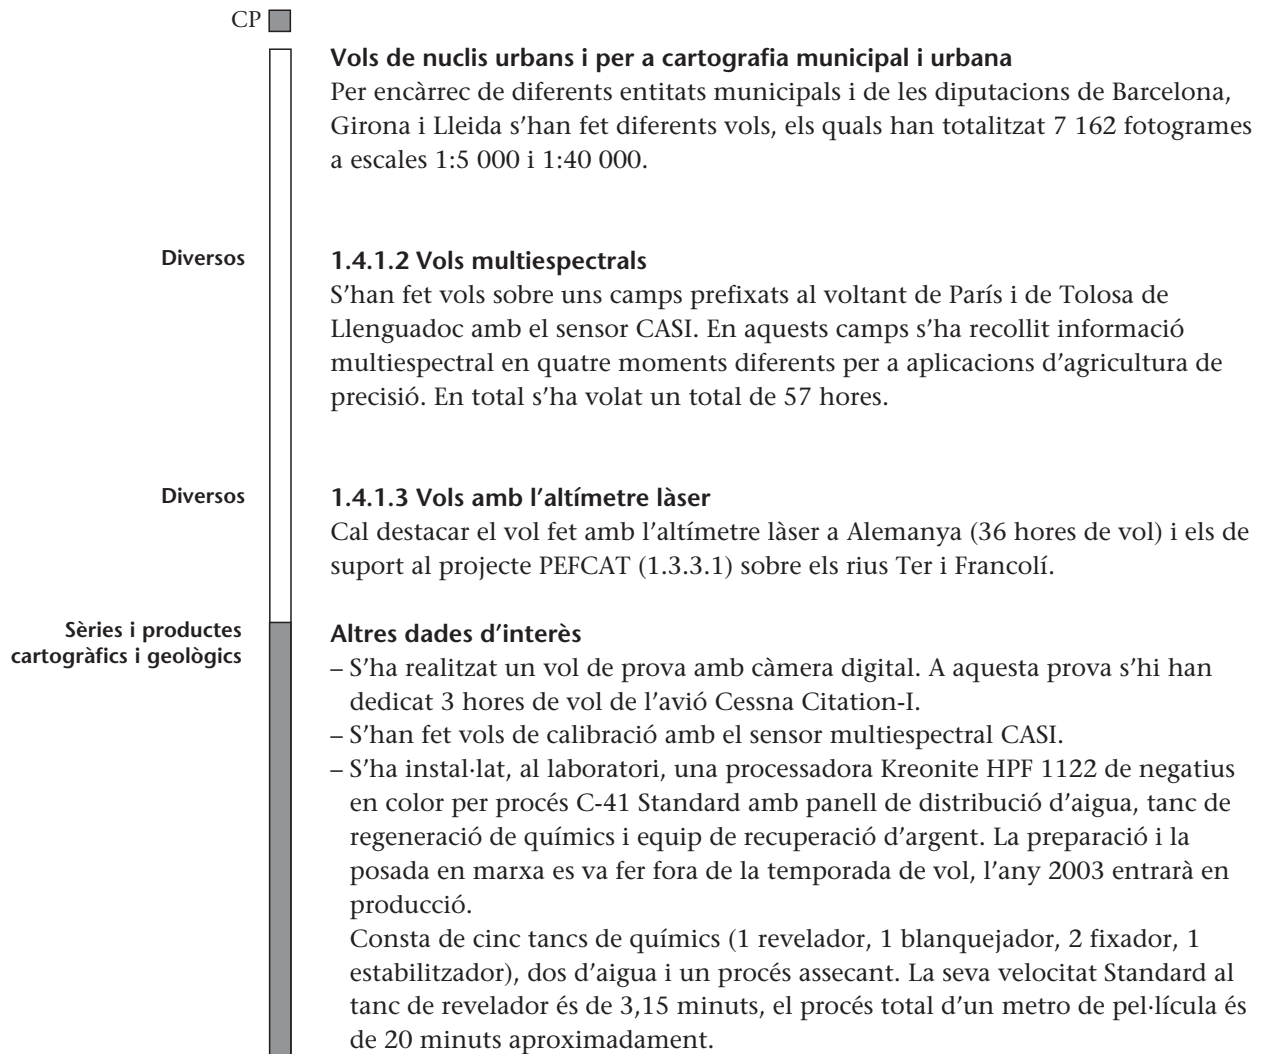 CP
Vols de nuclis urbans i per a cartografia municipal i urbana
Per encàrrec de diferents entitats municipals i de les diputacions de Barcelona,
Girona i Lleida s’han fet diferents vols, els quals han totalitzat 7 162 fotogrames
a escales 1:5 000 i 1:40 000.
Diversos
1.4.1.2 Vols multiespectrals
S’han fet vols sobre uns camps prefixats al voltant de París i de Tolosa de
Llenguadoc amb el sensor CASI. En aquests camps s’ha recollit informació
multiespectral en quatre moments diferents per a aplicacions d’agricultura de
precisió. En total s’ha volat un total de 57 hores.
Diversos
1.4.1.3 Vols amb l’altímetre làser
Cal destacar el vol fet amb l’altímetre làser a Alemanya (36 hores de vol) i els de
suport al projecte PEFCAT (1.3.3.1) sobre els rius Ter i Francolí.
Sèries i productes
cartogràfics i geològics
Altres dades d’interès
– S’ha realitzat un vol de prova amb càmera digital. A aquesta prova s’hi han
dedicat 3 hores de vol de l’avió Cessna Citation-I.
– S’han fet vols de calibració amb el sensor multiespectral CASI.
– S’ha instal·lat, al laboratori, una processadora Kreonite HPF 1122 de negatius
en color per procés C-41 Standard amb panell de distribució d’aigua, tanc de
regeneració de químics i equip de recuperació d’argent. La preparació i la
posada en marxa es va fer fora de la temporada de vol, l’any 2003 entrarà en
producció.
Consta de cinc tancs de químics (1 revelador, 1 blanquejador, 2 fixador, 1
estabilitzador), dos d’aigua i un procés assecant. La seva velocitat Standard al
tanc de revelador és de 3,15 minuts, el procés total d’un metro de pel·lícula és
de 20 minuts aproximadament.